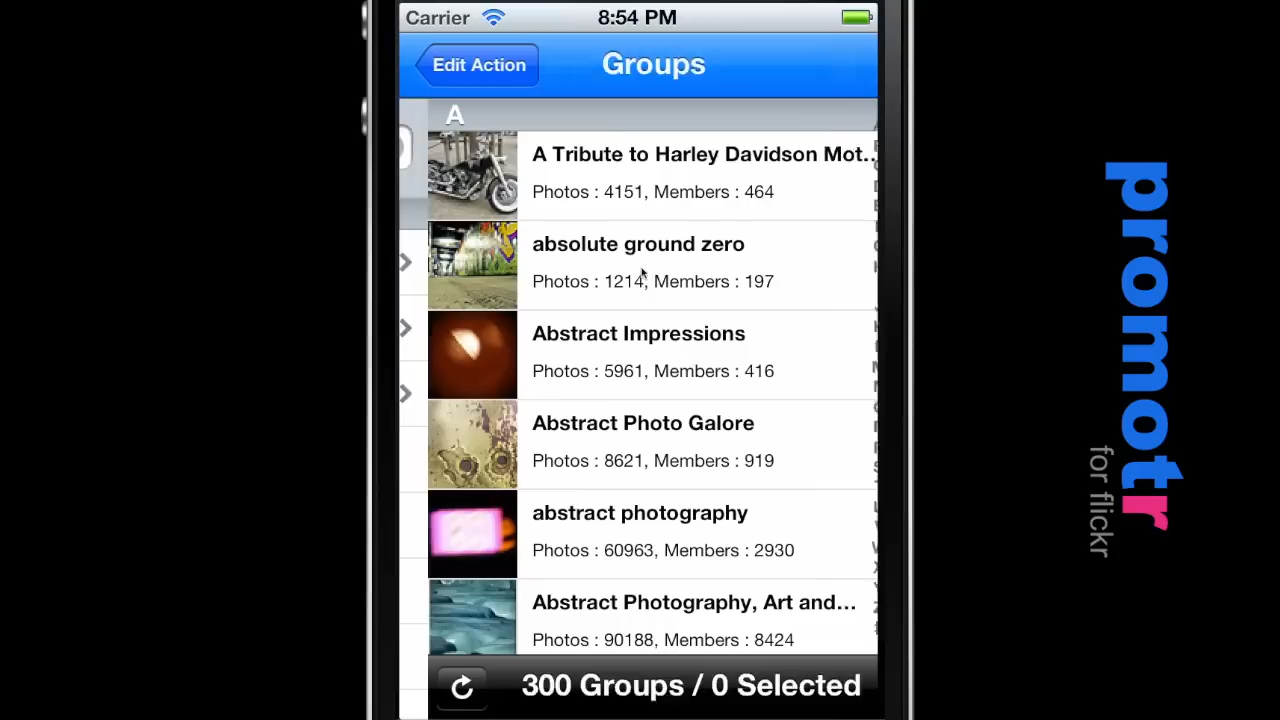 Carrier
8:54 PM
Edit Action
Groups
A
A Tribute to Harley Davidson Mot...
Photos : 4151, Members : 464
absolute ground zero
Photos : 1214, Members : 197
Abstract Impressions
Photos : 5961, Members : 416
Abstract Photo Galore
Photos : 8621, Members : 919
abstract photography
Photos : 60963, Members : 2930
Abstract Photography, Art and...
Photos : 90188, Members : 8424
300 Groups / 0 Selected
promotr
for flickr